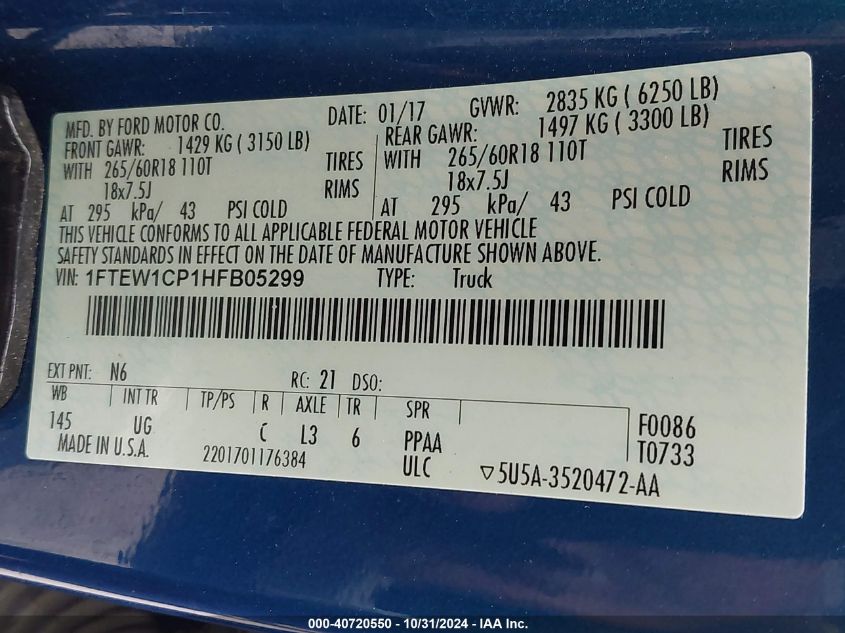 MFD. BY FORD MOTOR CO. DATE: 01/17 GVWR: 2835 KG ( 6250 LB)
FRONT GAWR: 1429 KG ( 3150 LB) REAR GAWR: 1497 KG ( 3300 LB)
WITH 265/60R18 110T TIRES WITH 265/60R18 110T TIRES
18x7.5J RIMS 18x7.5J RIMS
AT 295 kPa/ 43 PSI COLD AT 295 kPa/ 43 PSI COLD
THIS VEHICLE CONFORMS TO ALL APPLICABLE FEDERAL MOTOR VEHICLE
SAFETY STANDARDS IN EFFECT ON THE DATE OF MANUFACTURE SHOWN ABOVE.
VIN: 1FTEW1CP1HFB05299 TYPE: Truck
EXT PNT: N6 RC: 21 DSO:
WB INT TR TP/PS R AXLE TR SPR
145 UG C L3 6 PPAA F0086
MADE IN U.S.A. 2201701176384 ULC T0733
▽5U5A-3520472-AA
000-40720550 - 10/31/2024 - IAA Inc.